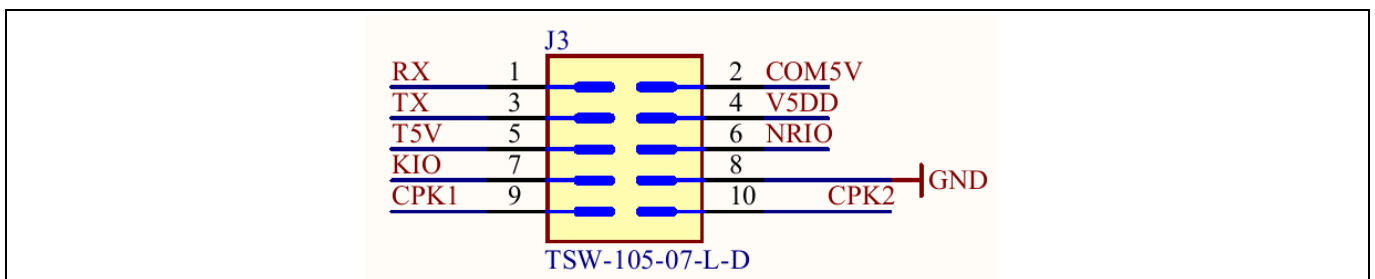 J3
RX 1 2 COM5V
TX 3 4 V5DD
T5V 5 6 NRIO
KIO 7 8 GND
CPK1 9 10 CPK2
TSW-105-07-L-D